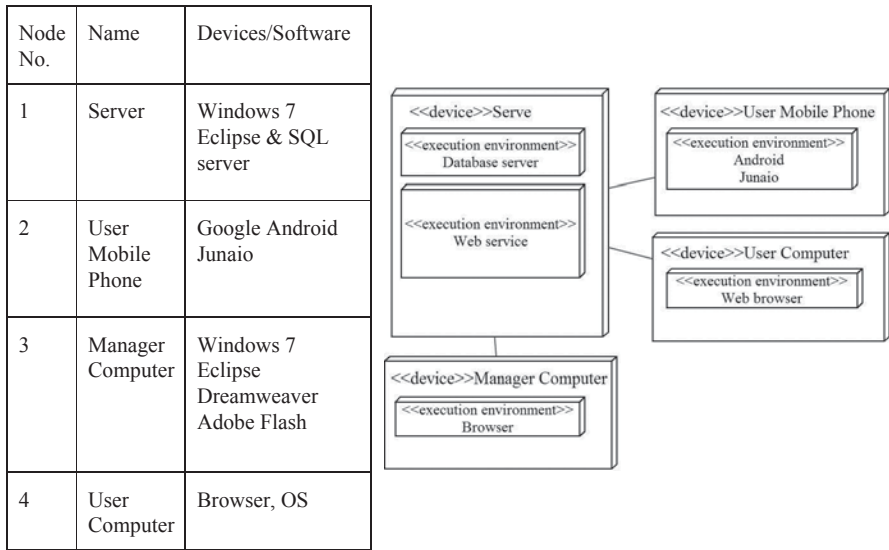 Node
No.
Name
Devices/Software
1
Server
Windows 7
Eclipse & SQL
server
2
User
Mobile
Phone
Google Android
Junaio
3
Manager
Computer
Windows 7
Eclipse
Dreamweaver
Adobe Flash
4
User
Computer
Browser, OS
<<device>>Serve
<<execution environment>>
Database server
<<execution environment>>
Web service
<<device>>User Mobile Phone
<<execution environment>>
Android
Junaio
<<device>>User Computer
<<execution environment>>
Web browser
<<device>>Manager Computer
<<execution environment>>
Browser